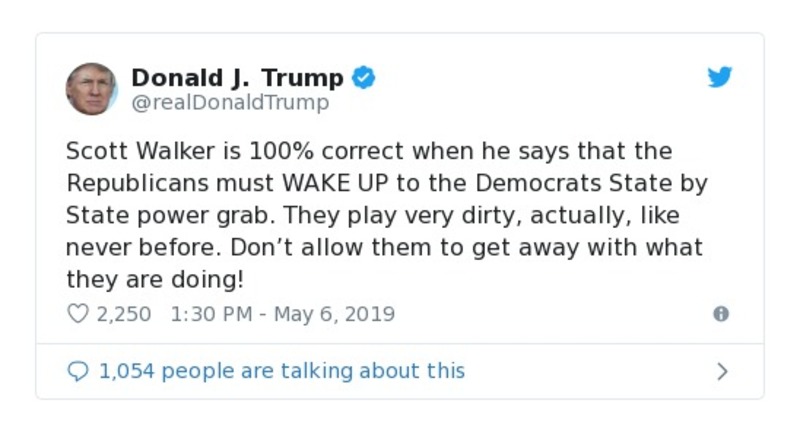 Donald J. Trump
@realDonaldTrump
Scott Walker is 100% correct when he says that the
Republicans must WAKE UP to the Democrats State by
State power grab. They play very dirty, actually, like
never before. Don’t allow them to get away with what
they are doing!
2,250 1:30 PM - May 6, 2019
1,054 people are talking about this